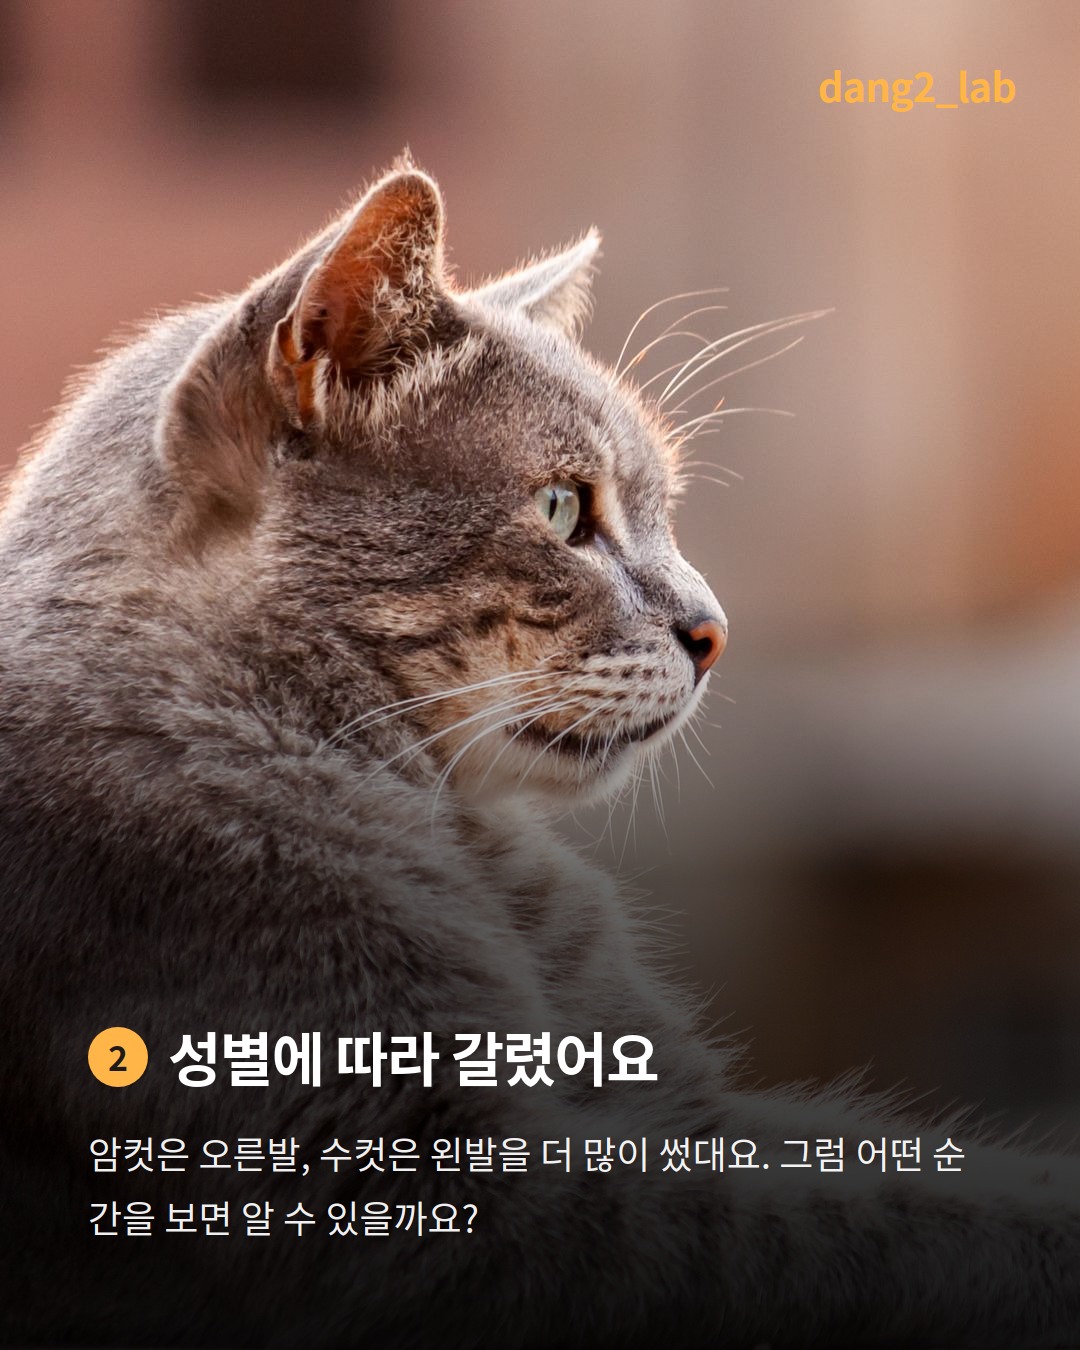 dang2_lab
2 성별에 따라 갈렸어요
암컷은 오른발, 수컷은 왼발을 더 많이 썼대요. 그럼 어떤 순
간을 보면 알 수 있을까요?